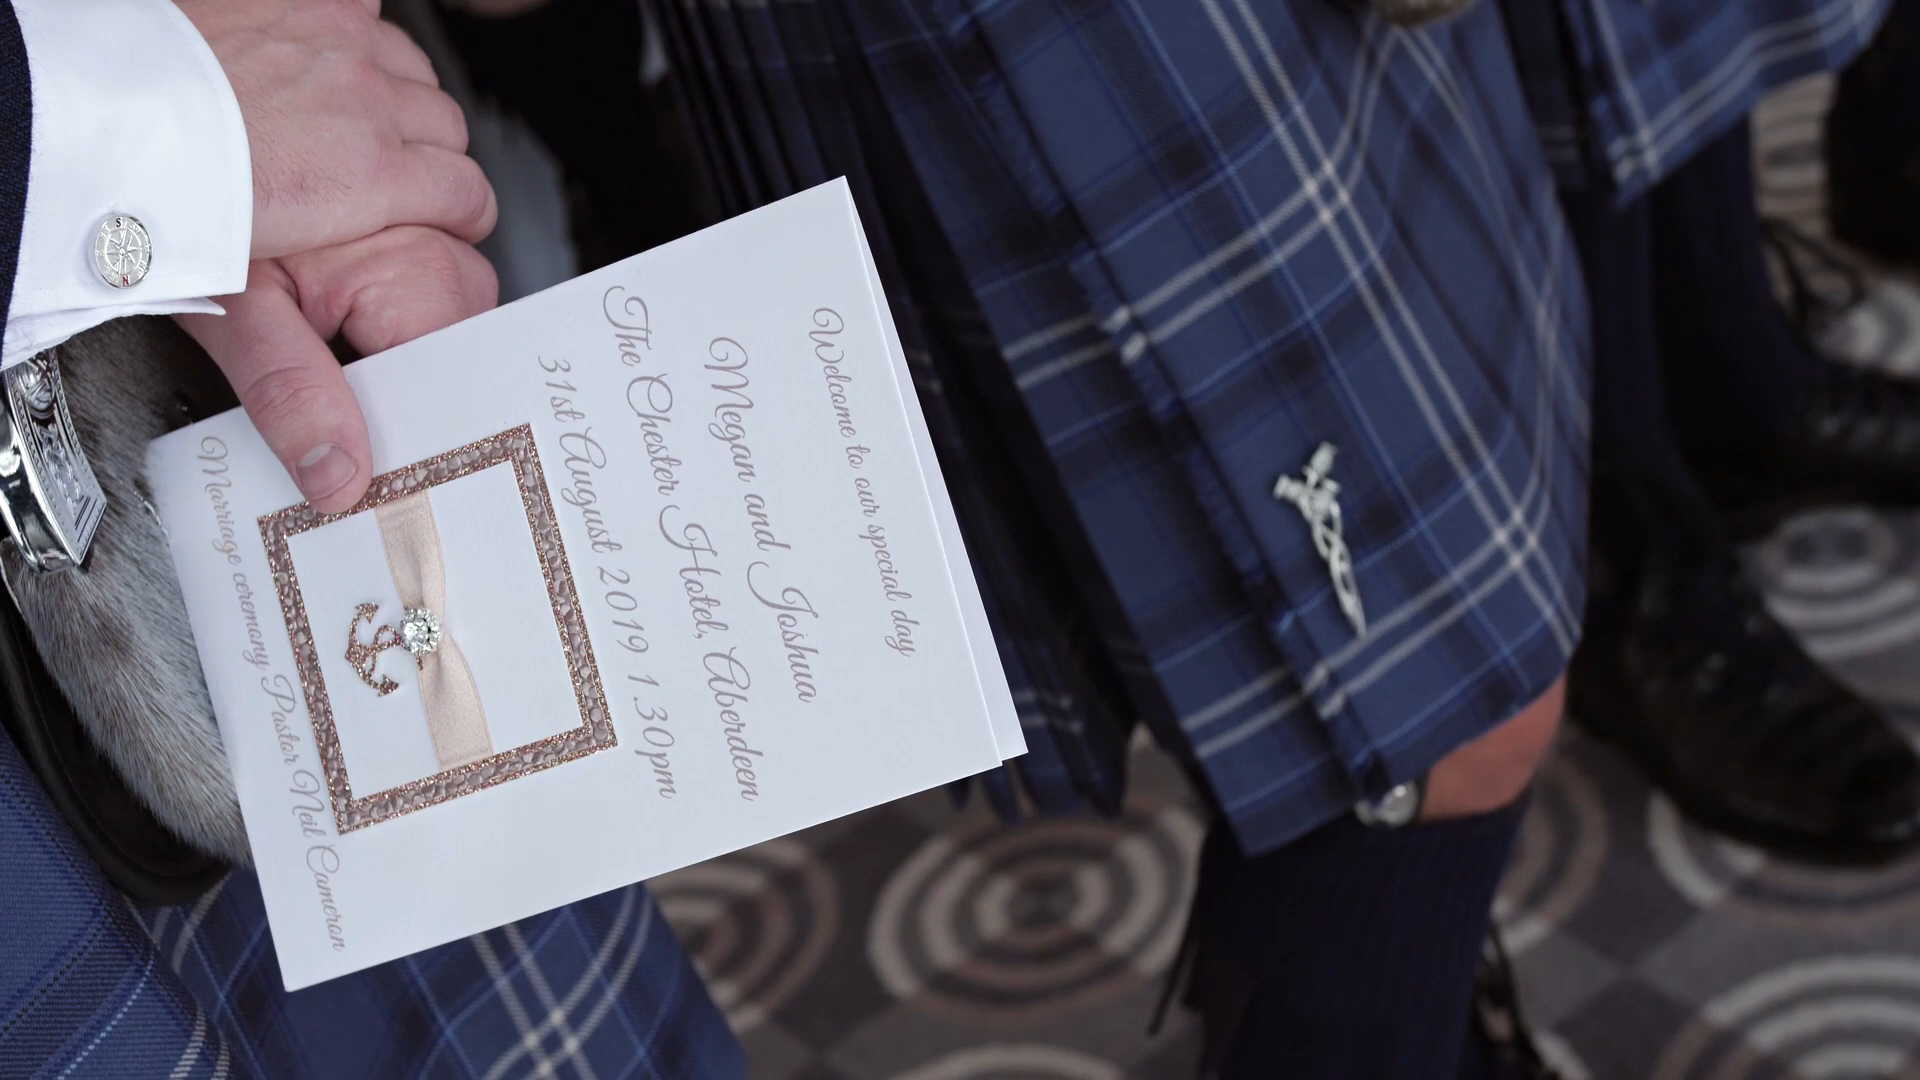 Welcome to our special day
Megan and Joshua
The Chester Hotel, Aberdeen
31st August 2019 1.30pm
Marriage ceremony Pastor Neil Cameron
S
N